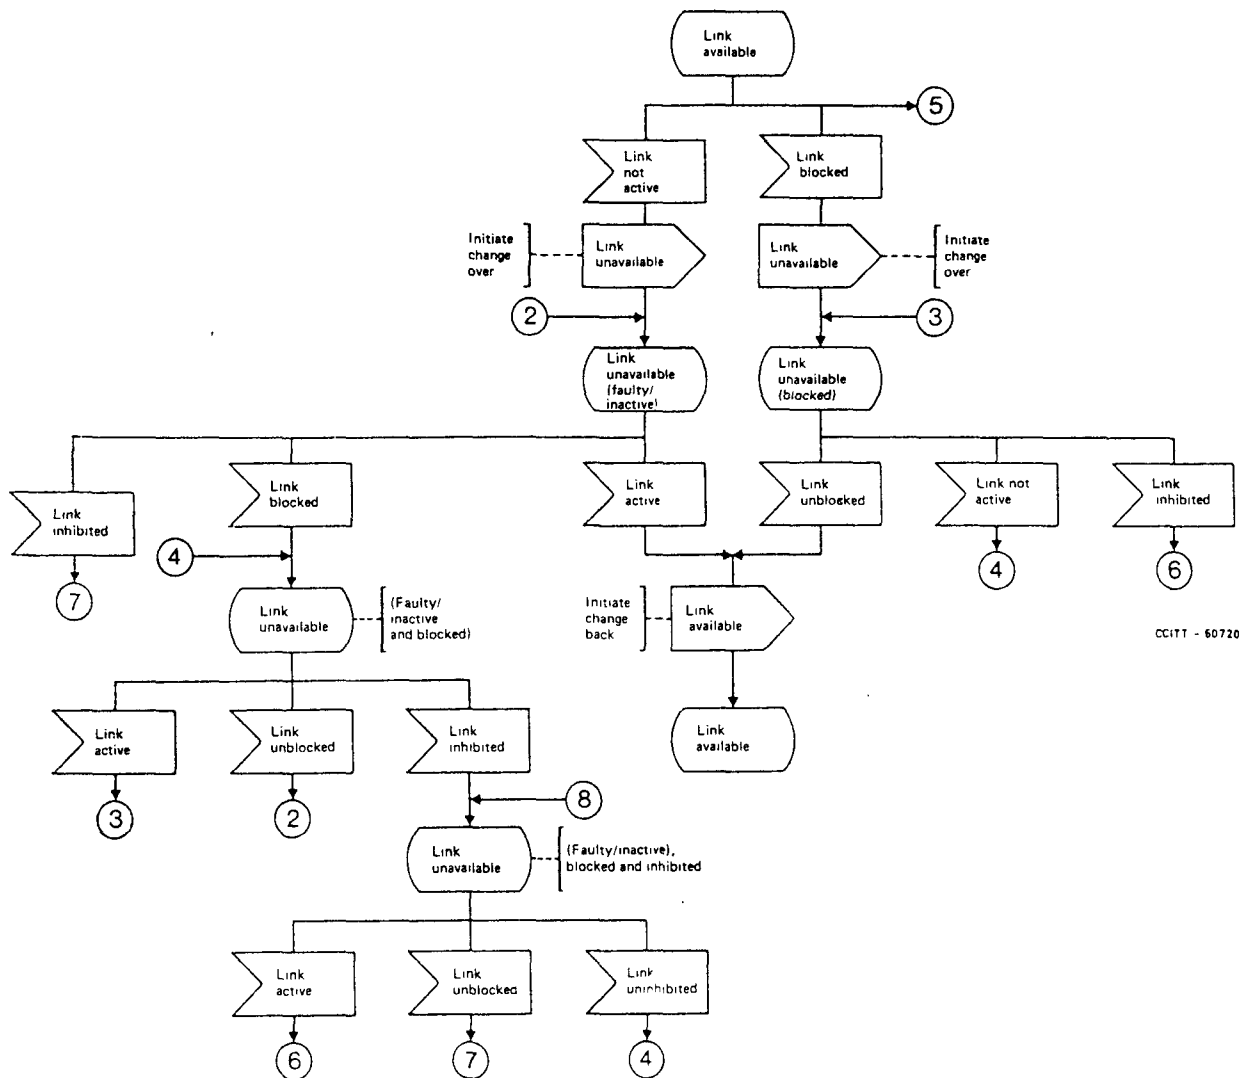 Link
available
5
Link
not
active
Link
blocked
Initiate
change
over
Link
unavailable
Link
unavailable
Initiate
change
over
2
3
Link
unavailable
(faulty/
inactive)
Link
unavailable
(blocked)
Link
inhibited
Link
blocked
Link
active
Link
unblocked
Link not
active
Link
inhibited
7
4
4
6
Link
unavailable
(Faulty/
inactive
and blocked)
Initiate
change
back
Link
available
CCITT - 60720
Link
active
Link
unblocked
Link
inhibited
Link
available
3
2
8
Link
unavailable
(Faulty/inactive),
blocked and inhibited
Link
active
Link
unblocked
Link
uninhibited
6
7
4